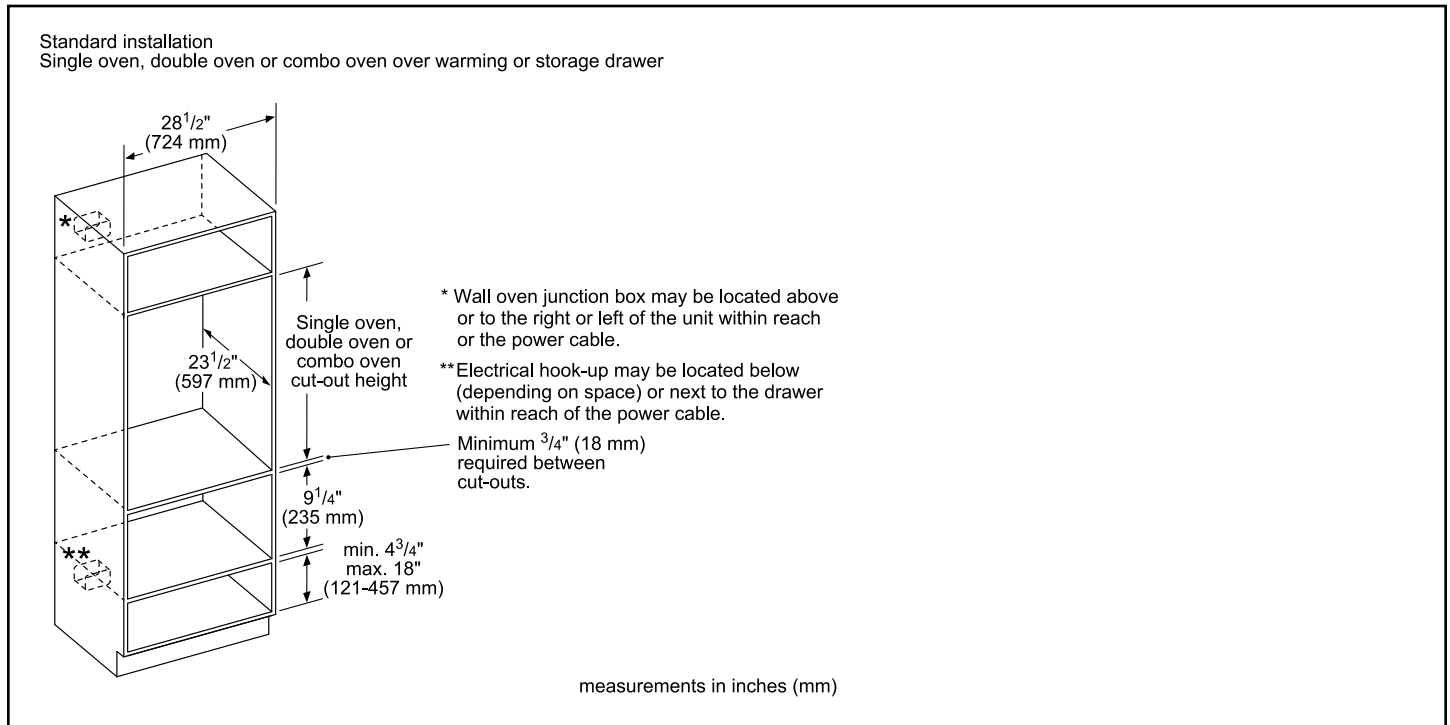 Standard installation
Single oven, double oven or combo oven over warming or storage drawer
28 1/2"
(724 mm)
*
Single oven,
double oven or
combo oven
cut-out height
23 1/2"
(597 mm)
* Wall oven junction box may be located above
or to the right or left of the unit within reach
or the power cable.
**Electrical hook-up may be located below
(depending on space) or next to the drawer
within reach of the power cable.
Minimum 3/4" (18 mm)
required between
cut-outs.
9 1/4"
(235 mm)
**
min. 4 3/4"
max. 18"
(121-457 mm)
measurements in inches (mm)